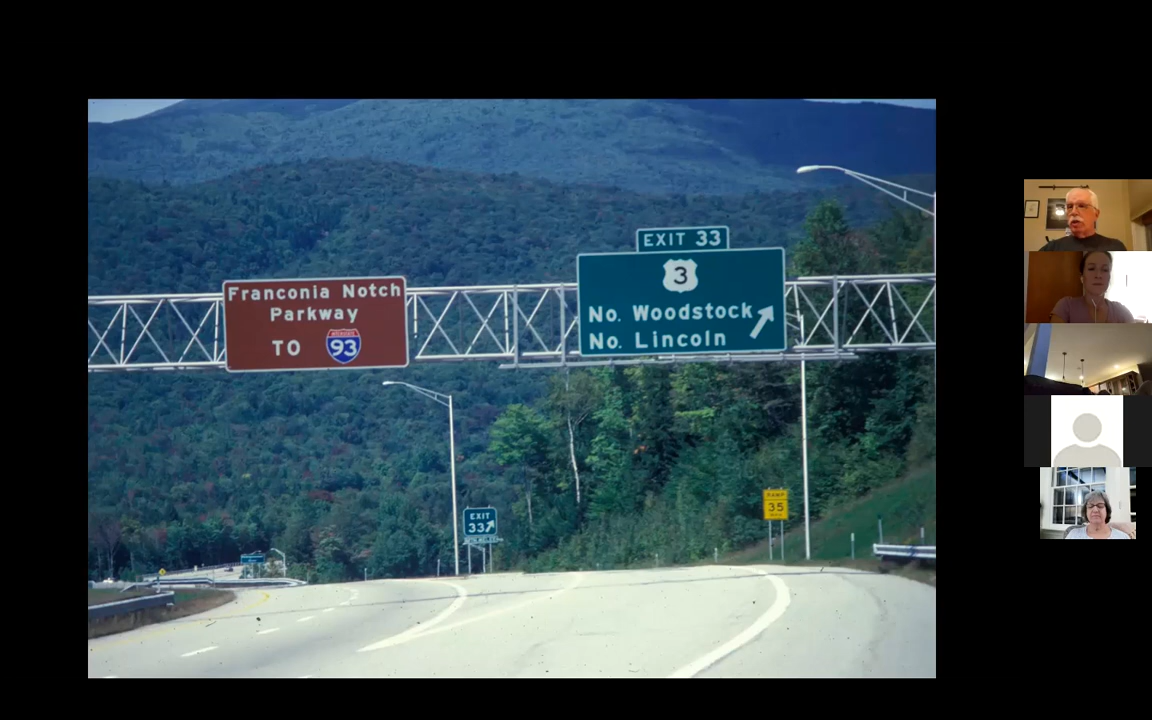 EXIT 33
3
No. Woodstock
No. Lincoln
Franconia Notch
Parkway
TO 93
EXIT
33
RAMP
35